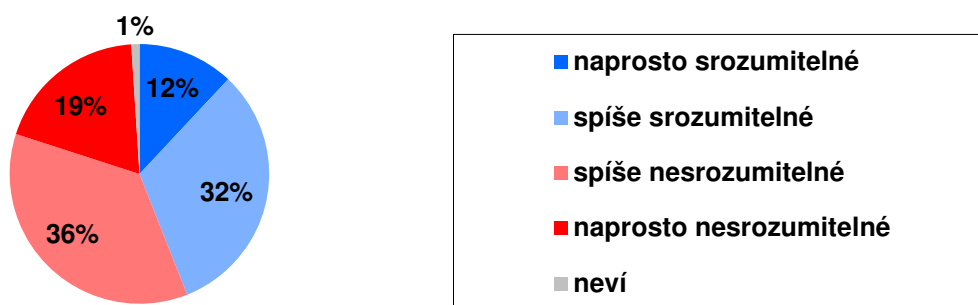 1%
12%
19%
32%
36%
naprosto srozumitelné
spíše srozumitelné
spíše nesrozumitelné
naprosto nesrozumitelné
neví